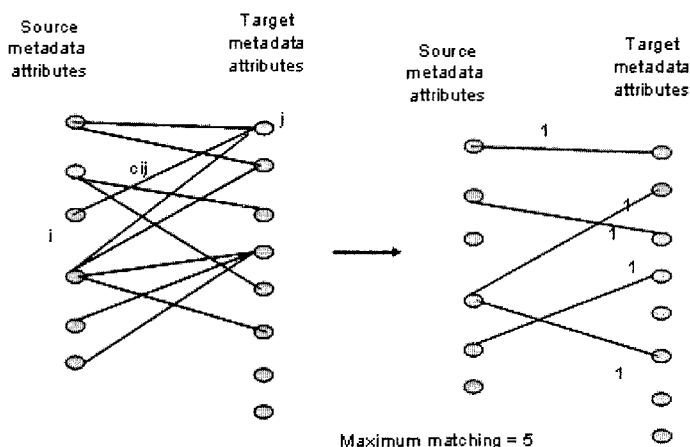 Source
metadata
attributes
Target
metadata
attributes
j
cij
i
Source
metadata
attributes
Target
metadata
attributes
1
1
1
1
1
Maximum matching = 5